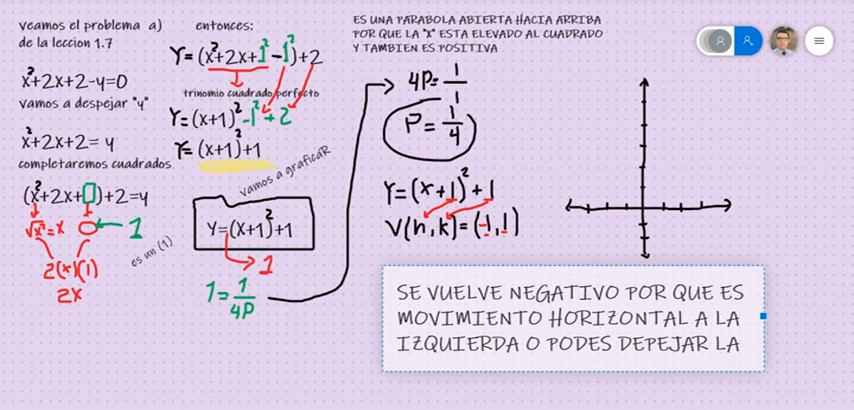 veamos el problema a)
de la leccion 1.7
x²+2x+2-y=0
vamos a despejar "y"
x²+2x+2=y
completaremos cuadrados
(x²+2x+□)+2=y
√x²=x
1
es un (1)
2(x)(1)
2x
entonces:
Y=(x²+2x+1²-1²)+2
trinomio cuadrado perfecto
Y=(x+1)²-1²+2
Y=(x+1)²+1
vamos a graficar
Y=(x+1)²+1
1
1=1/4P
ES UNA PARABOLA ABIERTA HACIA ARRIBA
POR QUE LA "X" ESTA ELEVADO AL CUADRADO
Y TAMBIEN ES POSITIVA
4P=1/1
P=1/4
Y=(x+1)²+1
V(h,k)=(-1,1)
SE VUELVE NEGATIVO POR QUE ES
MOVIMIENTO HORIZONTAL A LA
IZQUIERDA O PODES DEPEJAR LA